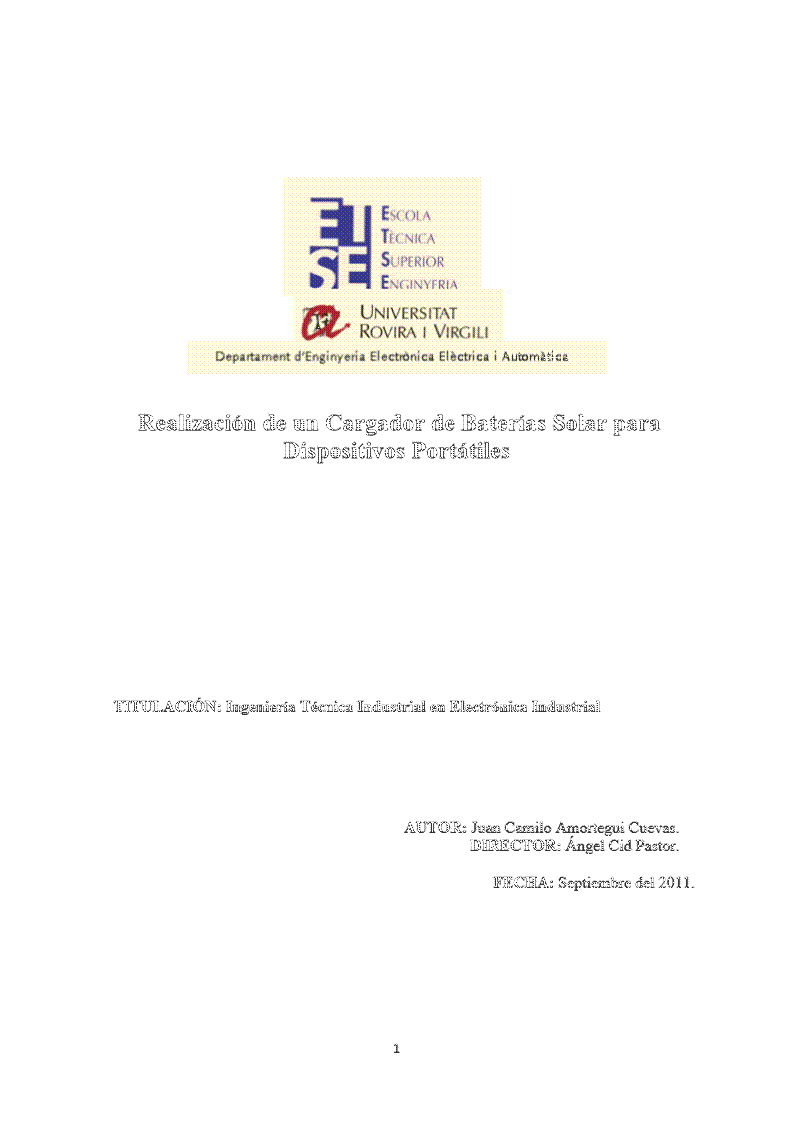 ET
SE
ESCOLA
TÈCNICA
SUPERIOR
ENGINYERIA
UNIVERSITAT
ROVIRA I VIRGILI
Departament d'Enginyeria Electrònica Elèctrica i Automàtica
Realización de un Cargador de Baterías Solar para
Dispositivos Portátiles
TITULACIÓN: Ingeniería Técnica Industrial en Electrónica Industrial
AUTOR: Juan Camilo Amortegui Cuevas.
DIRECTOR: Ángel Cid Pastor.
FECHA: Septiembre del 2011.
1